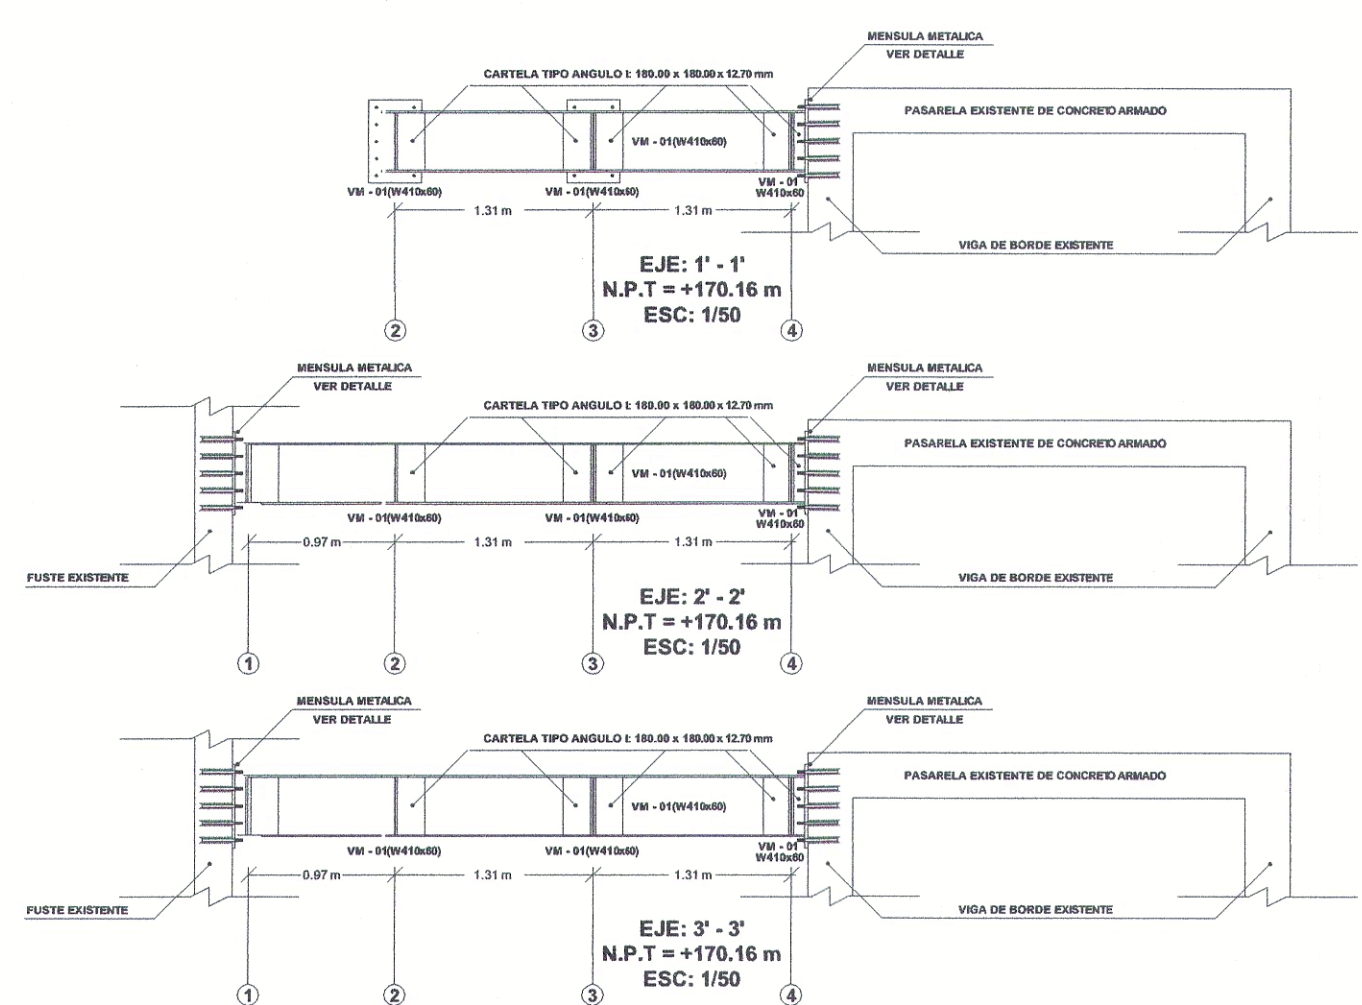 MENSULA METALICA
VER DETALLE
CARTELA TIPO ANGULO I: 180.00 x 180.00 x 12.70 mm
PASARELA EXISTENTE DE CONCRETO ARMADO
VM - 01(W410x60)
VM - 01(W410x60)
VM - 01(W410x60)
VM - 01
W410x60
1.31 m
1.31 m
VIGA DE BORDE EXISTENTE
EJE: 1' - 1'
N.P.T = +170.16 m
ESC: 1/50
2
3
4
MENSULA METALICA
VER DETALLE
MENSULA METALICA
VER DETALLE
CARTELA TIPO ANGULO I: 180.00 x 180.00 x 12.70 mm
PASARELA EXISTENTE DE CONCRETO ARMADO
VM - 01(W410x60)
VM - 01(W410x60)
VM - 01(W410x60)
VM - 01
W410x60
0.97 m
1.31 m
1.31 m
FUSTE EXISTENTE
VIGA DE BORDE EXISTENTE
EJE: 2' - 2'
N.P.T = +170.16 m
ESC: 1/50
1
2
3
4
MENSULA METALICA
VER DETALLE
MENSULA METALICA
VER DETALLE
CARTELA TIPO ANGULO I: 180.00 x 180.00 x 12.70 mm
PASARELA EXISTENTE DE CONCRETO ARMADO
VM - 01(W410x60)
VM - 01(W410x60)
VM - 01(W410x60)
VM - 01
W410x60
0.97 m
1.31 m
1.31 m
FUSTE EXISTENTE
VIGA DE BORDE EXISTENTE
EJE: 3' - 3'
N.P.T = +170.16 m
ESC: 1/50
1
2
3
4